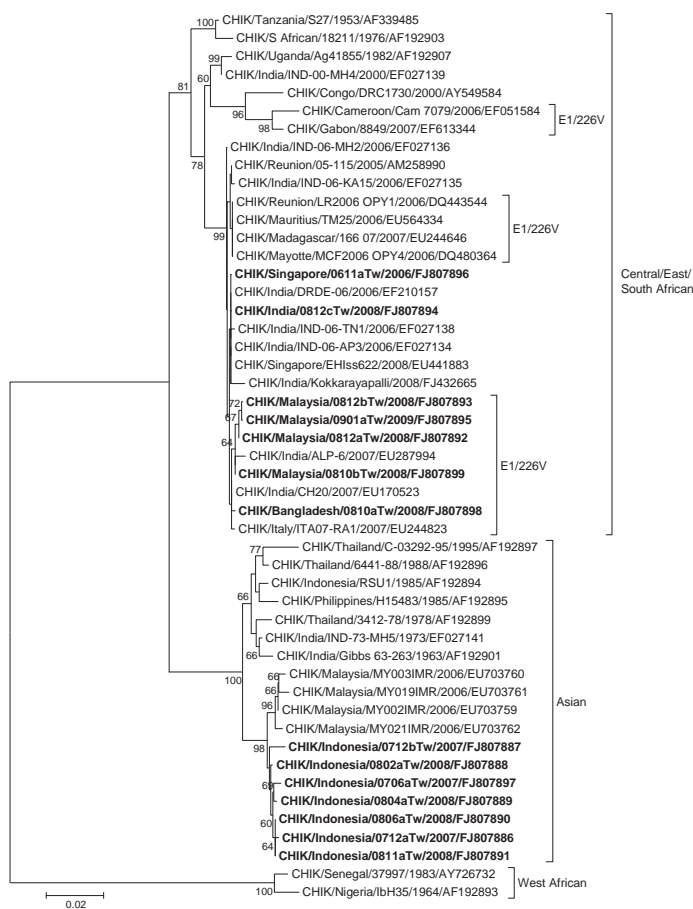 CHIK/Tanzania/S27/1953/AF339485
100
CHIK/S African/18211/1976/AF192903
CHIK/Uganda/Ag41855/1982/AF192907
99
CHIK/India/IND-00-MH4/2000/EF027139
60
81
CHIK/Congo/DRC1730/2000/AY549584
96
CHIK/Cameroon/Cam 7079/2006/EF051584
98
CHIK/Gabon/8849/2007/EF613344
E1/226V
CHIK/India/IND-06-MH2/2006/EF027136
78
CHIK/Reunion/05-115/2005/AM258990
CHIK/India/IND-06-KA15/2006/EF027135
CHIK/Reunion/LR2006 OPY1/2006/DQ443544
CHIK/Mauritius/TM25/2006/EU564334
E1/226V
99
CHIK/Madagascar/166 07/2007/EU244646
CHIK/Mayotte/MCF2006 OPY4/2006/DQ480364
CHIK/Singapore/0611aTw/2006/FJ807896
Central/East/
South African
CHIK/India/DRDE-06/2006/EF210157
CHIK/India/0812cTw/2008/FJ807894
CHIK/India/IND-06-TN1/2006/EF027138
CHIK/India/IND-06-AP3/2006/EF027134
CHIK/Singapore/EHIss622/2008/EU441883
CHIK/India/Kokkarayapalli/2008/FJ432665
72
CHIK/Malaysia/0812bTw/2008/FJ807893
67
CHIK/Malaysia/0901aTw/2009/FJ807895
64
CHIK/Malaysia/0812aTw/2008/FJ807892
CHIK/India/ALP-6/2007/EU287994
E1/226V
CHIK/Malaysia/0810bTw/2008/FJ807899
CHIK/India/CH20/2007/EU170523
CHIK/Bangladesh/0810aTw/2008/FJ807898
CHIK/Italy/ITA07-RA1/2007/EU244823
77
CHIK/Thailand/C-03292-95/1995/AF192897
CHIK/Thailand/6441-88/1988/AF192896
CHIK/Indonesia/RSU1/1985/AF192894
66
CHIK/Philippines/H15483/1985/AF192895
CHIK/Thailand/3412-78/1978/AF192899
CHIK/India/IND-73-MH5/1973/EF027141
66
CHIK/India/Gibbs 63-263/1963/AF192901
100
66
CHIK/Malaysia/MY003IMR/2006/EU703760
66
CHIK/Malaysia/MY019IMR/2006/EU703761
Asian
96
CHIK/Malaysia/MY002IMR/2006/EU703759
CHIK/Malaysia/MY021IMR/2006/EU703762
98
CHIK/Indonesia/0712bTw/2007/FJ807887
CHIK/Indonesia/0802aTw/2008/FJ807888
CHIK/Indonesia/0706aTw/2007/FJ807897
CHIK/Indonesia/0804aTw/2008/FJ807889
60
CHIK/Indonesia/0806aTw/2008/FJ807890
CHIK/Indonesia/0712aTw/2007/FJ807886
64
CHIK/Indonesia/0811aTw/2008/FJ807891
CHIK/Senegal/37997/1983/AY726732
100
CHIK/Nigeria/IbH35/1964/AF192893
West African
0.02